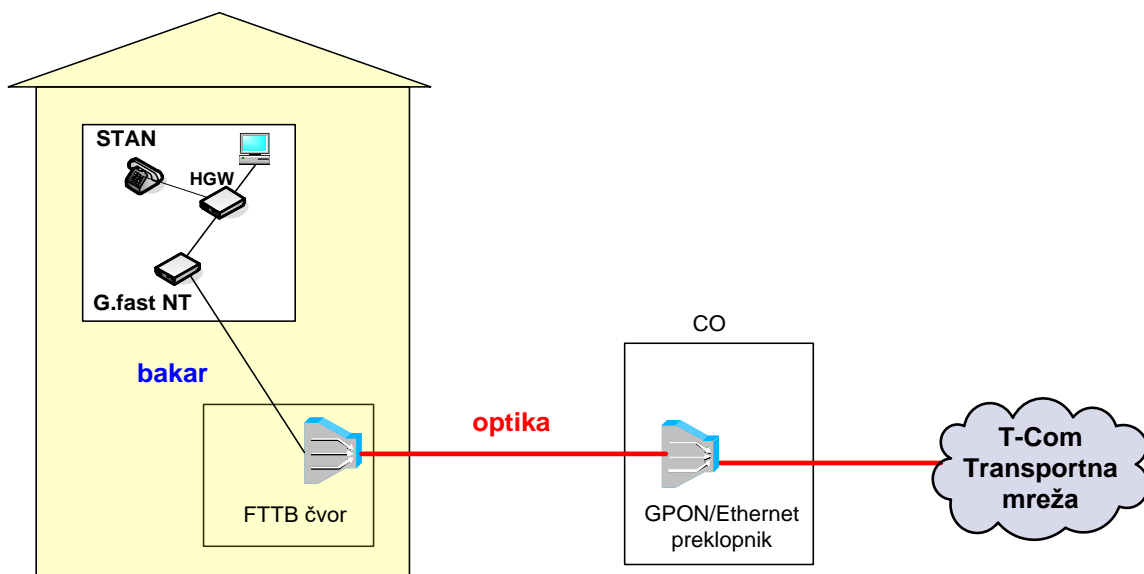 STAN
HGW
G.fast NT
bakar
FTTB čvor
optika
CO
GPON/Ethernet
preklopnik
T-Com
Transportna
mreža